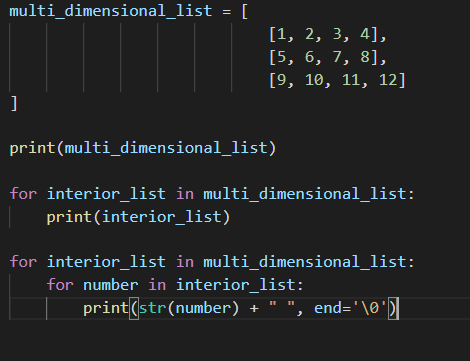 multi_dimensional_list = [
[1, 2, 3, 4],
[5, 6, 7, 8],
[9, 10, 11, 12]
]
print(multi_dimensional_list)
for interior_list in multi_dimensional_list:
print(interior_list)
for interior_list in multi_dimensional_list:
for number in interior_list:
print(str(number) + " ", end='\0')